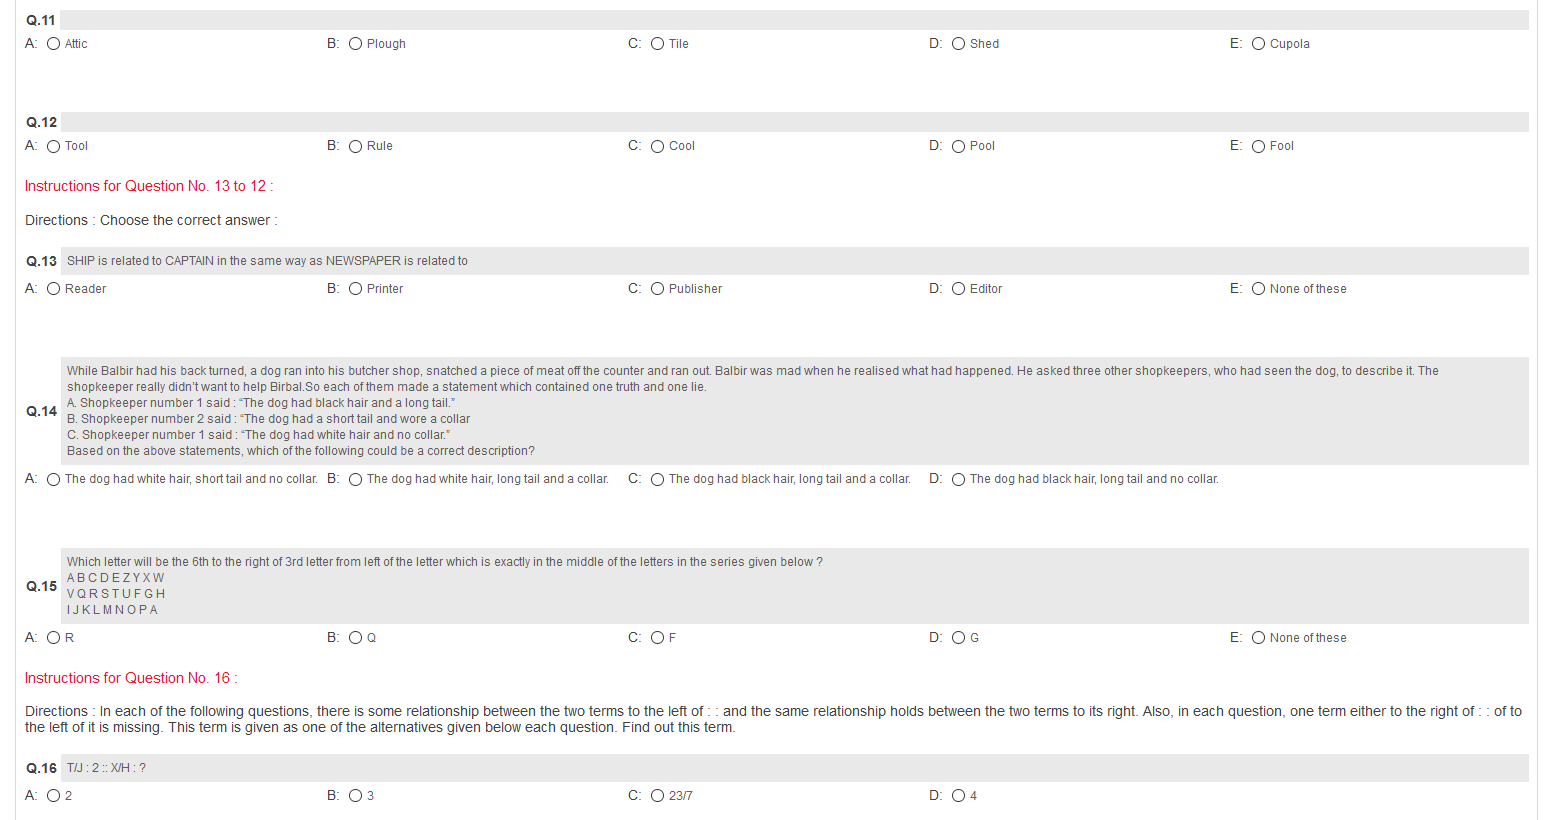 Q.11
A: Attic B: Plough C: Tile D: Shed E: Cupola
Q.12
A: Tool B: Rule C: Cool D: Pool E: Fool
Instructions for Question No. 13 to 12 :
Directions : Choose the correct answer :
Q.13 SHIP is related to CAPTAIN in the same way as NEWSPAPER is related to
A: Reader B: Printer C: Publisher D: Editor E: None of these
While Balbir had his back turned, a dog ran into his butcher shop, snatched a piece of meat off the counter and ran out. Balbir was mad when he realised what had happened. He asked three other shopkeepers, who had seen the dog, to describe it. The
shopkeeper really didn't want to help Birbal.So each of them made a statement which contained one truth and one lie.
Q.14 A. Shopkeeper number 1 said : “The dog had black hair and a long tail.”
B. Shopkeeper number 2 said : “The dog had a short tail and wore a collar
C. Shopkeeper number 1 said : “The dog had white hair and no collar.”
Based on the above statements, which of the following could be a correct description?
A: The dog had white hair, short tail and no collar. B: The dog had white hair, long tail and a collar. C: The dog had black hair, long tail and a collar. D: The dog had black hair, long tail and no collar.
Which letter will be the 6th to the right of 3rd letter from left of the letter which is exactly in the middle of the letters in the series given below ?
A B C D E Z Y X W
Q.15 V Q R S T U F G H
I J K L M N O P A
A: R B: Q C: F D: G E: None of these
Instructions for Question No. 16 :
Directions : In each of the following questions, there is some relationship between the two terms to the left of : : and the same relationship holds between the two terms to its right. Also, in each question, one term either to the right of : : of to
the left of it is missing. This term is given as one of the alternatives given below each question. Find out this term.
Q.16 T/J : 2 :: X/H : ?
A: 2 B: 3 C: 23/7 D: 4